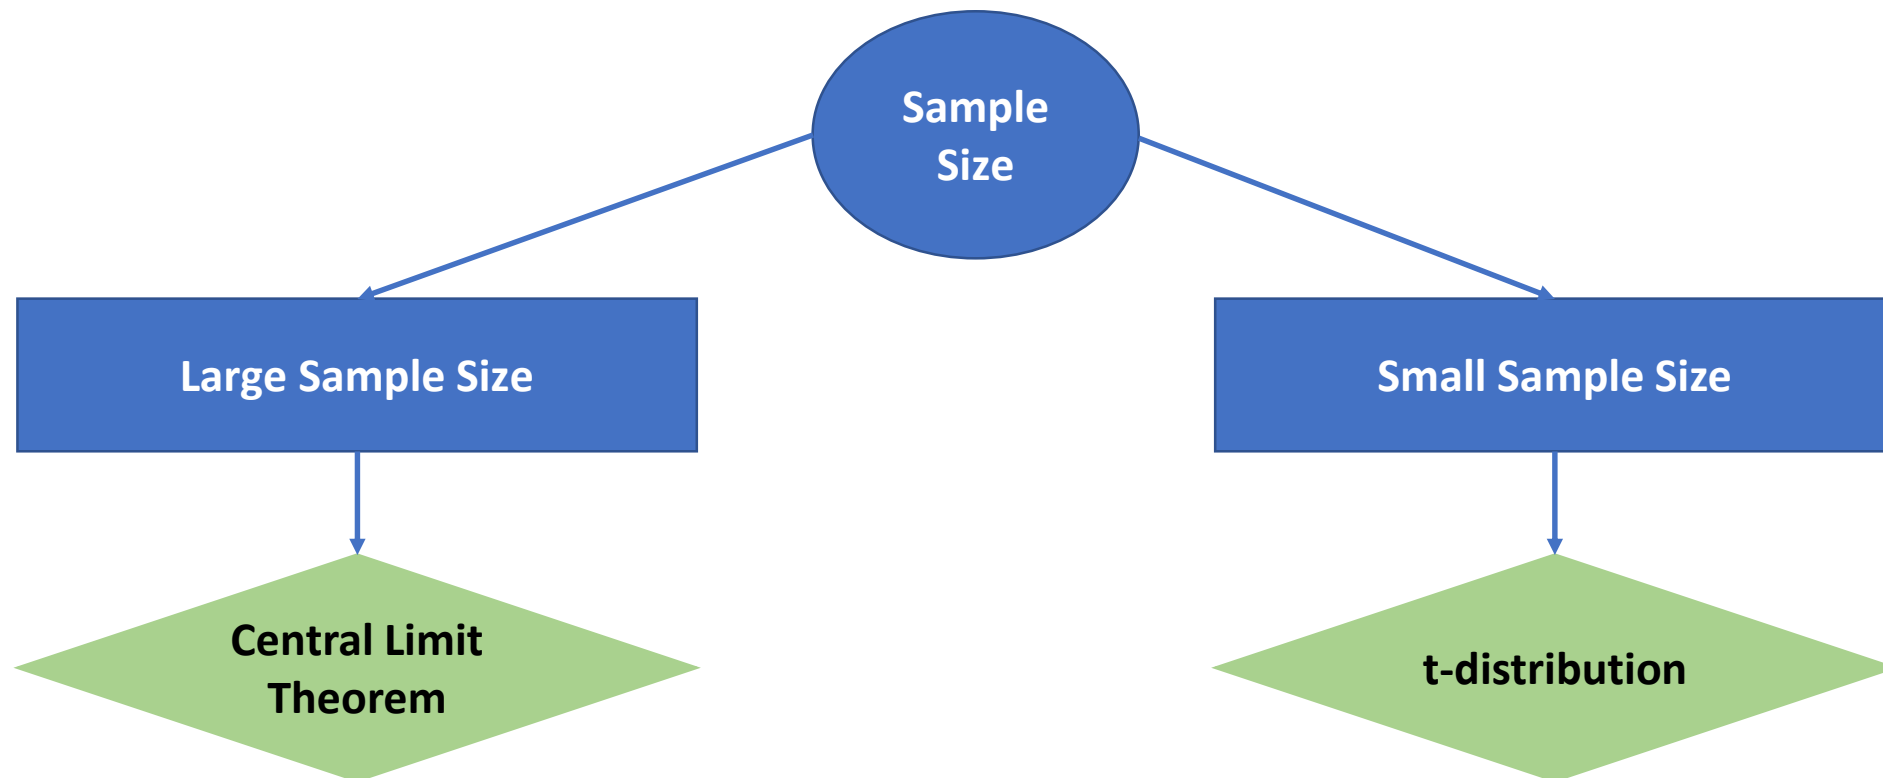 Sample
Size
Large Sample Size
Small Sample Size
Central Limit
Theorem
t-distribution